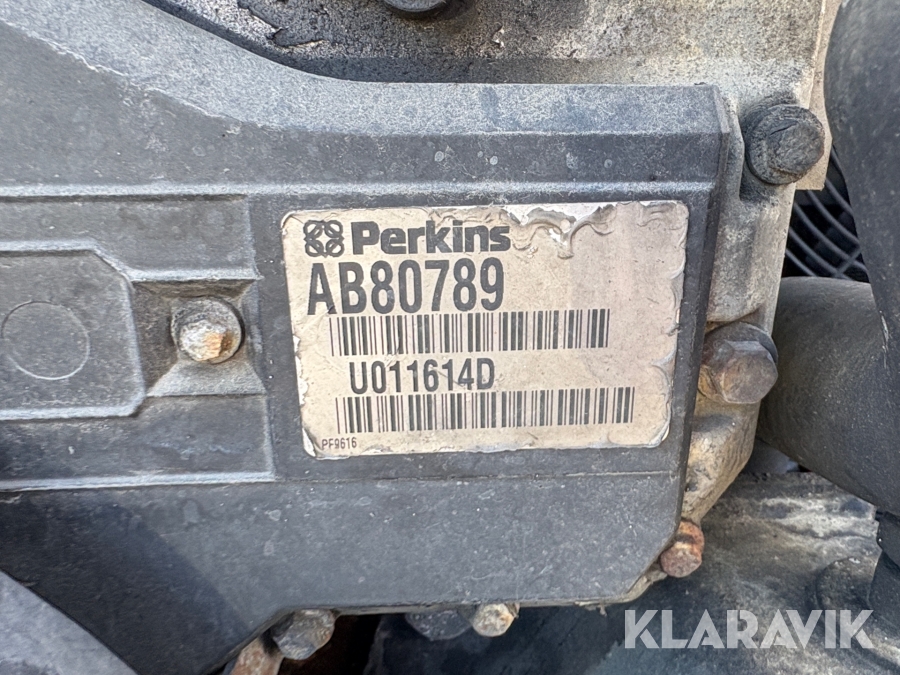 Perkins
AB80789
U011614D
PF9616
KLARAVIK